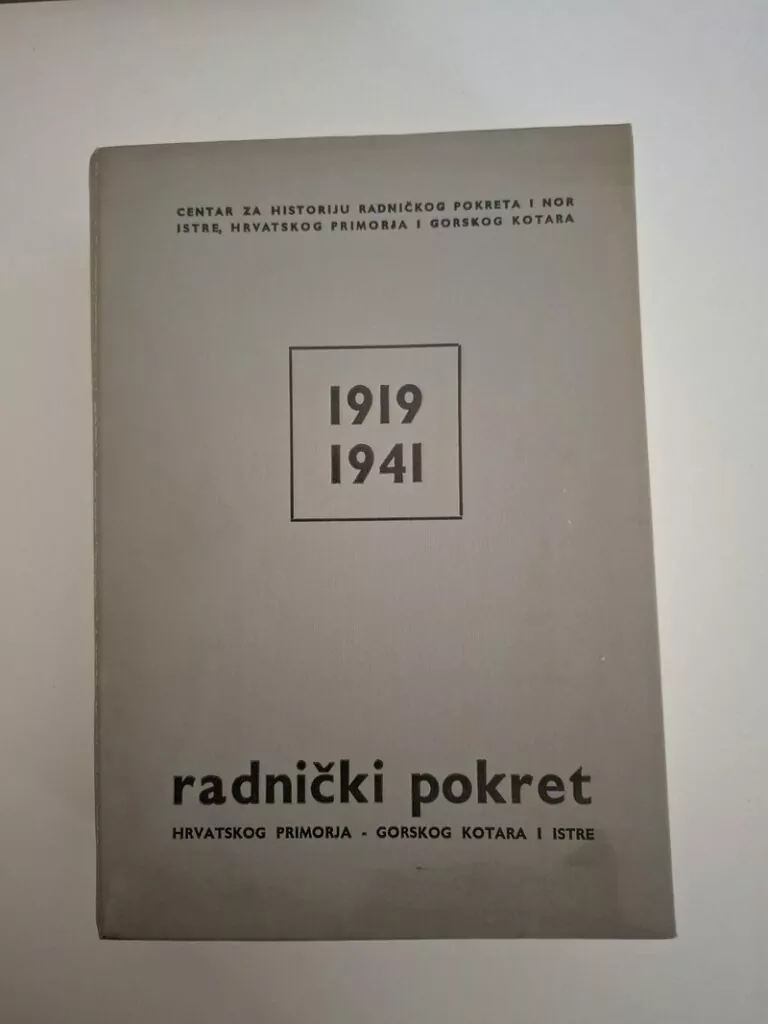 CENTAR ZA HISTORIJU RADNIČKOG POKRETA I NOR
ISTRE, HRVATSKOG PRIMORJA I GORSKOG KOTARA
1919
1941
radnički pokret
HRVATSKOG PRIMORJA - GORSKOG KOTARA I ISTRE